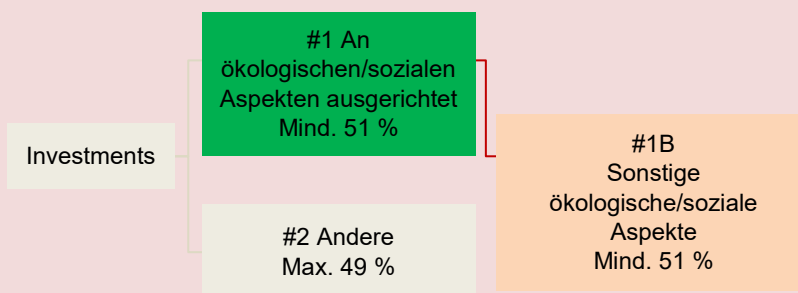 Investments
#1 An
ökologischen/sozialen
Aspekten ausgerichtet
Mind. 51 %
#2 Andere
Max. 49 %
#1B
Sonstige
ökologische/soziale
Aspekte
Mind. 51 %